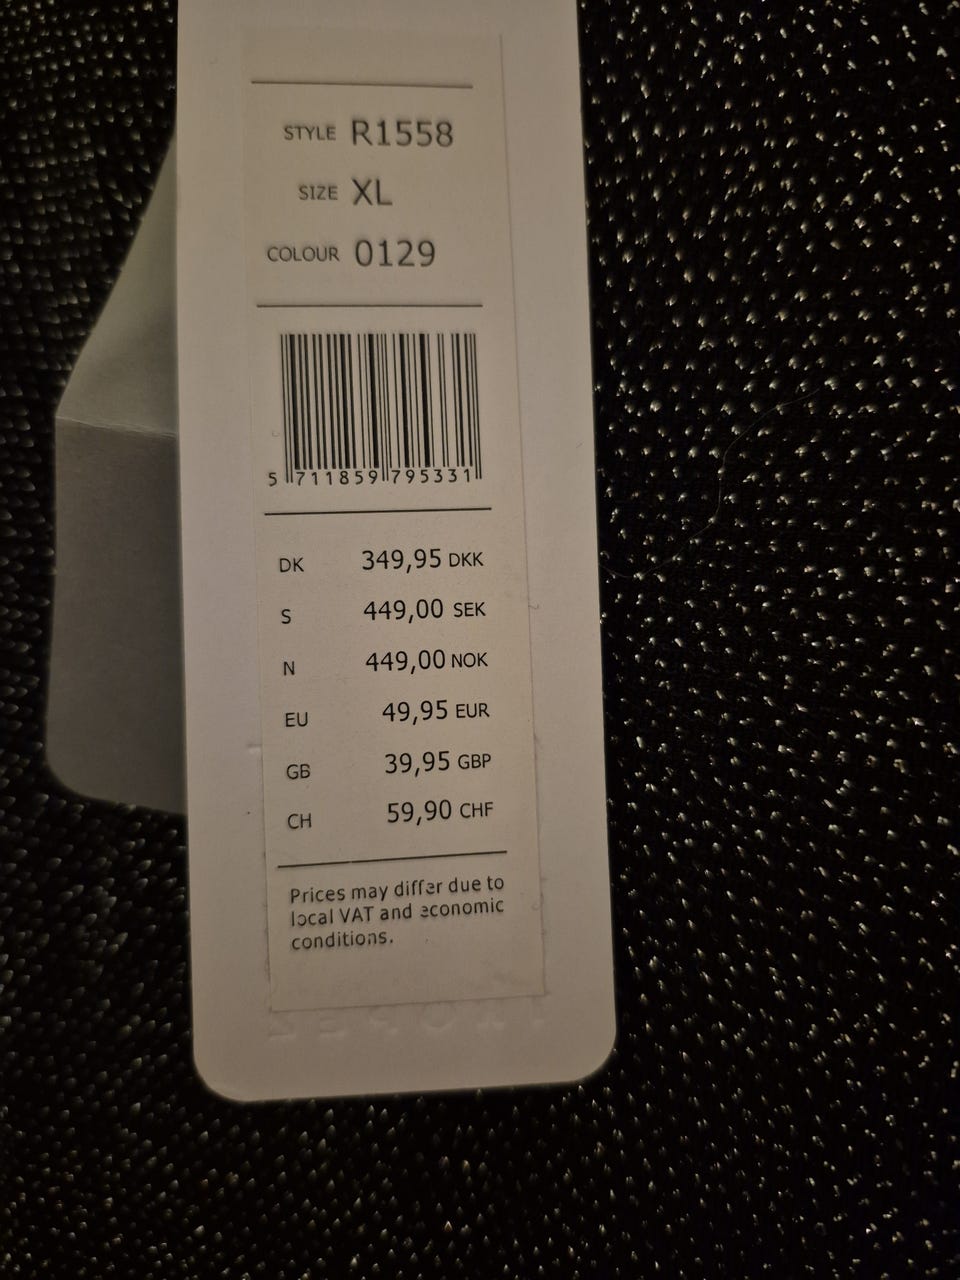 STYLE R1558
SIZE XL
COLOUR 0129
5 711859 795331
DK 349,95 DKK
S 449,00 SEK
N 449,00 NOK
EU 49,95 EUR
GB 39,95 GBP
CH 59,90 CHF
Prices may differ due to
local VAT and economic
conditions.